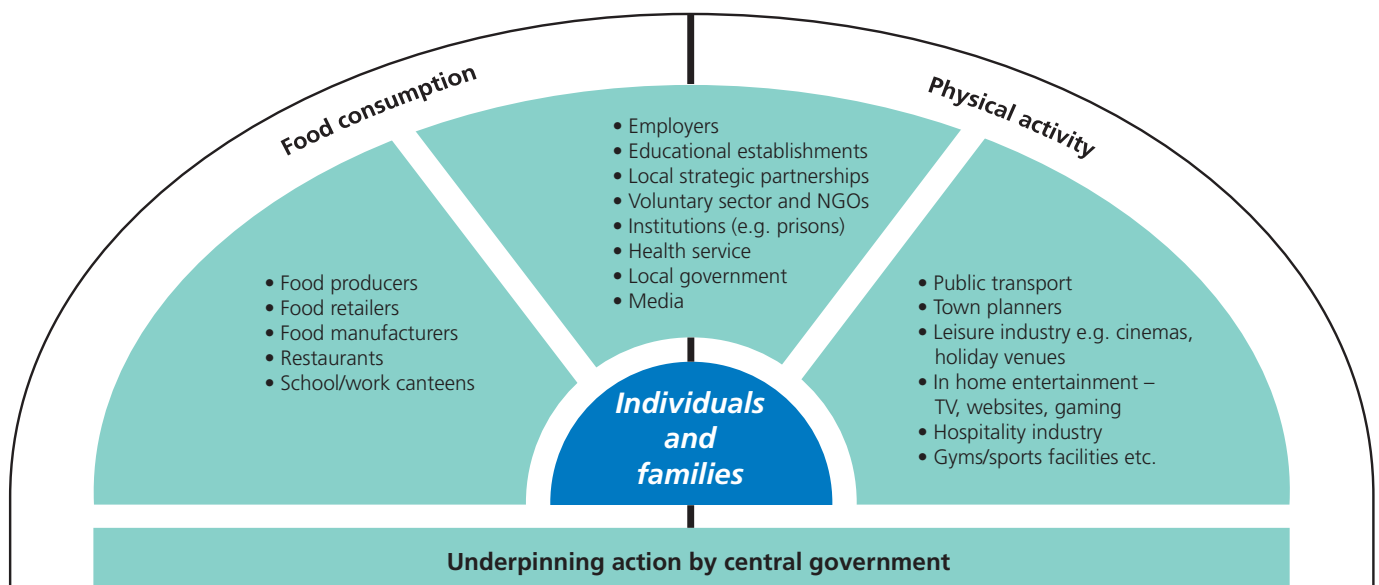 Food consumption
Physical activity
• Employers
• Educational establishments
• Local strategic partnerships
• Voluntary sector and NGOs
• Institutions (e.g. prisons)
• Health service
• Local government
• Media
• Food producers
• Food retailers
• Food manufacturers
• Restaurants
• School/work canteens
• Public transport
• Town planners
• Leisure industry e.g. cinemas,
holiday venues
• In home entertainment –
TV, websites, gaming
• Hospitality industry
• Gyms/sports facilities etc.
Individuals
and
families
Underpinning action by central government